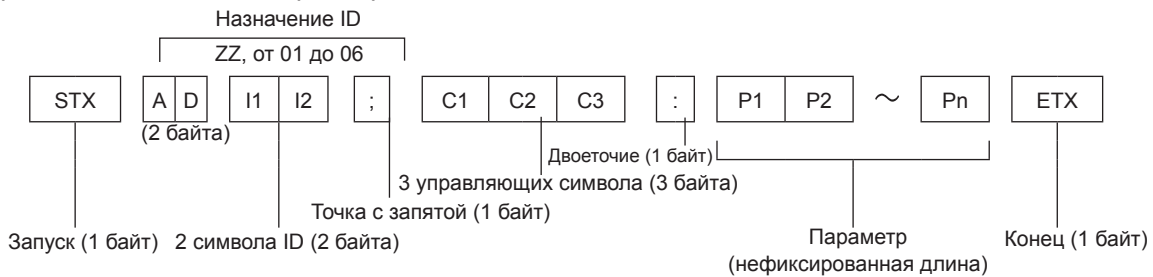 Назначение ID
ZZ, от 01 до 06
STX A D I1 I2 ; C1 C2 C3 : P1 P2 ～ Pn ETX
(2 байта)
Двоеточие (1 байт)
3 управляющих символа (3 байта)
Точка с запятой (1 байт)
Запуск (1 байт) 2 символа ID (2 байта) Параметр Конец (1 байт)
(нефиксированная длина)